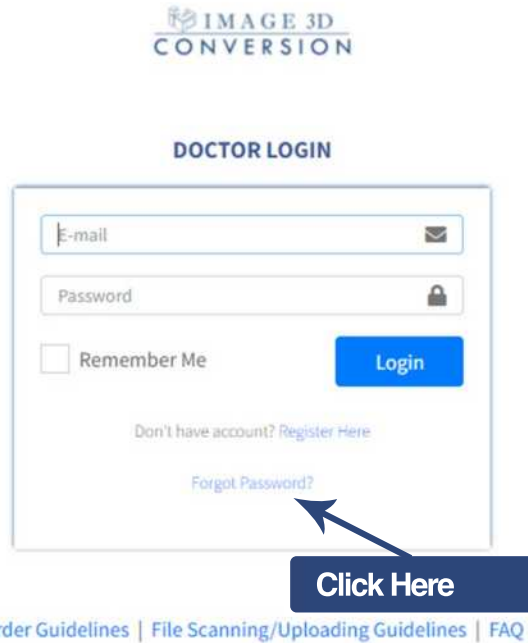 IMAGE 3D
CONVERSION
DOCTOR LOGIN
E-mail
Password
Remember Me
Login
Don't have account? Register Here
Forgot Password?
Click Here
Guidelines | File Scanning/Uploading Guidelines | FAQ